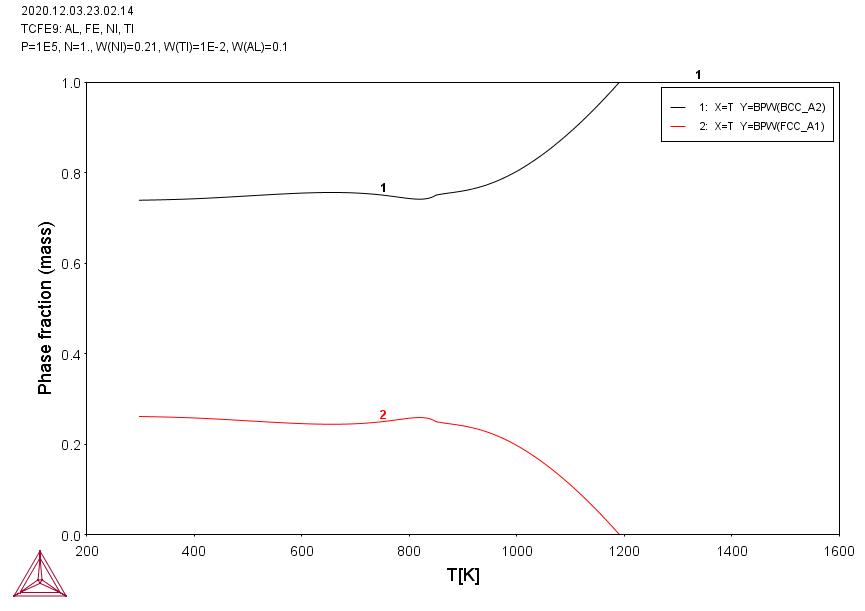 2020.12.03.23.02.14
TCFE9: AL, FE, NI, TI
P=1E5, N=1., W(NI)=0.21, W(TI)=1E-2, W(AL)=0.1
1
1.0
1: X=T Y=BPW(BCC_A2)
2: X=T Y=BPW(FCC_A1)
0.8
1
0.6
Phase fraction (mass)
0.4
2
0.2
0.0
200 400 600 800 1000 1200 1400 1600
T[K]